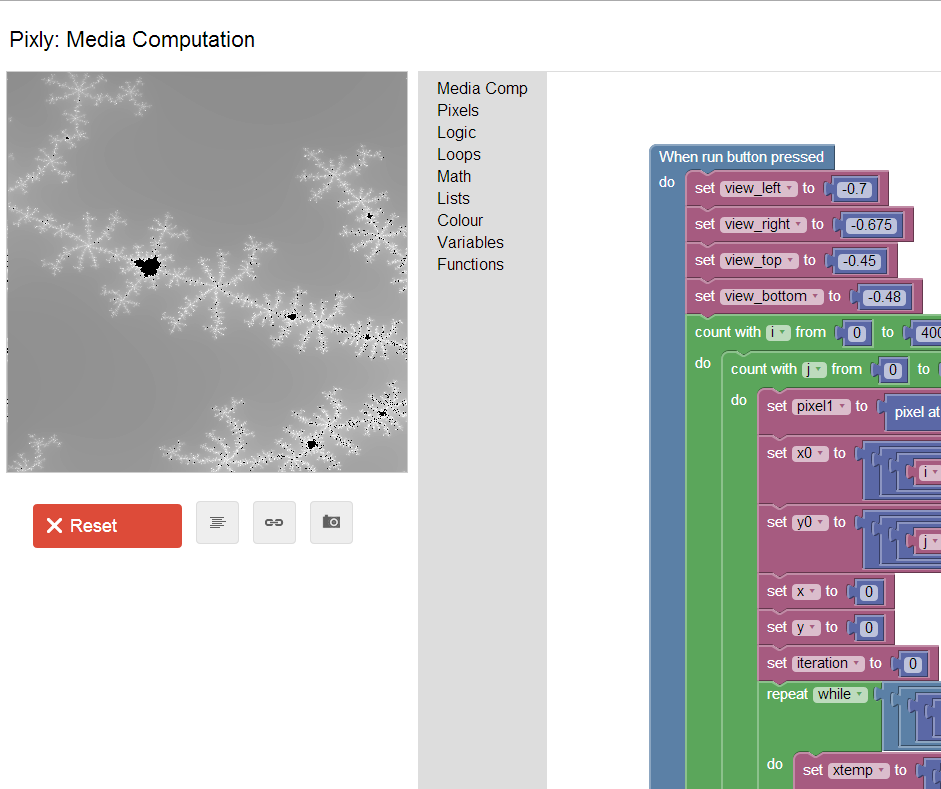 Pixly: Media Computation
Media Comp
Pixels
Logic
Loops
Math
Lists
Colour
Variables
Functions
Reset
When run button pressed
do set view_left to -0.7
set view_right to -0.675
set view_top to -0.45
set view_bottom to -0.48
count with i from 0 to 400
do count with j from 0 to
do set pixel1 to pixel at
set x0 to i
set y0 to j
set x to 0
set y to 0
set iteration to 0
repeat while
do set xtemp to